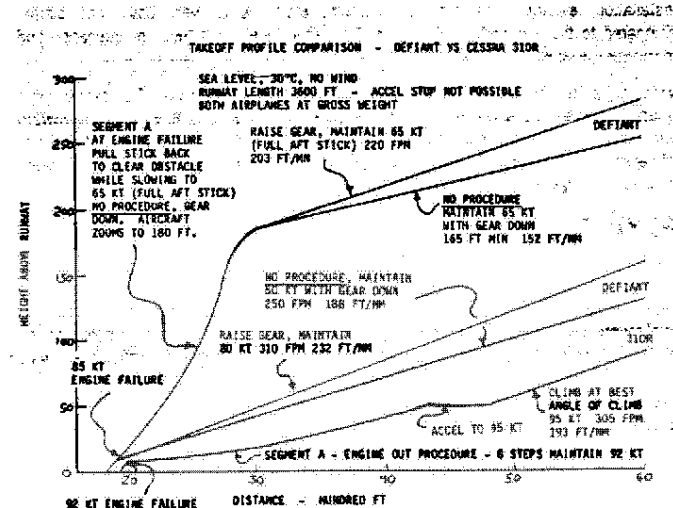 TAKEOFF PROFILE COMPARISON - DEFIANT VS CESSNA 310R
SEA LEVEL, 30°C, NO WIND
RUNWAY LENGTH 3600 FT - ACCEL STOP NOT POSSIBLE
BOTH AIRPLANES AT GROSS WEIGHT
SEGMENT A
AT ENGINE FAILURE
PULL STICK BACK
TO CLEAR OBSTACLE
WHILE SLOWING TO
65 KT (FULL AFT STICK)
NO PROCEDURE, GEAR
DOWN. AIRCRAFT
ZOOMS TO 180 FT.
RAISE GEAR, MAINTAIN 65 KT
(FULL AFT STICK) 220 FPM
203 FT/NM
DEFIANT
NO PROCEDURE
MAINTAIN 65 KT
WITH GEAR DOWN
165 FT MIN 152 FT/NM
HEIGHT ABOVE RUNWAY
300
250
200
150
100
50
0
NO PROCEDURE, MAINTAIN
80 KT WITH GEAR DOWN
250 FPM 188 FT/NM
DEFIANT
RAISE GEAR, MAINTAIN
80 KT 310 FPM 232 FT/NM
310R
85 KT
ENGINE FAILURE
ACCEL TO 95 KT
CLIMB AT BEST
ANGLE OF CLIMB
95 KT 305 FPM
193 FT/NM
SEGMENT A - ENGINE OUT PROCEDURE - 6 STEPS MAINTAIN 92 KT
20
30
40
50
60
92 KT ENGINE FAILURE
DISTANCE - HUNDRED FT